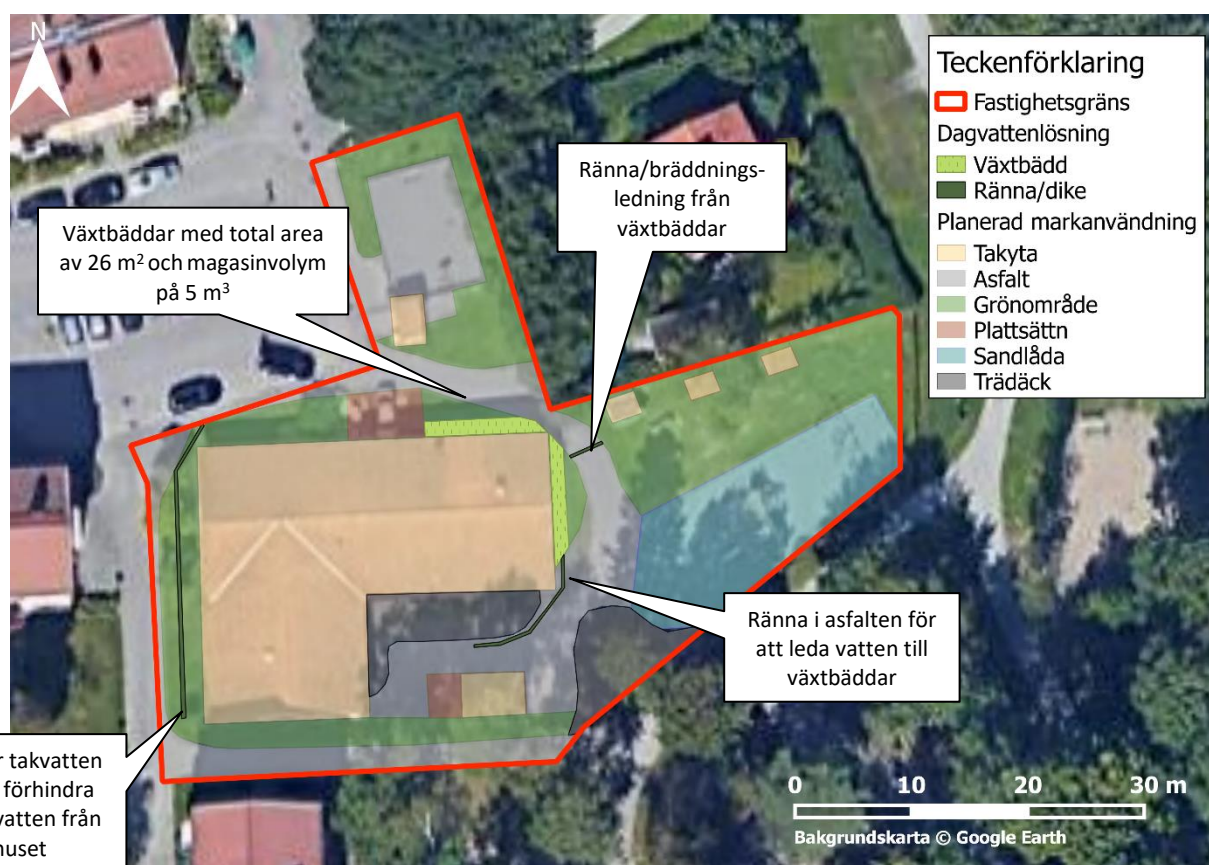 N
Teckenförklaring
Fastighetsgräns
Dagvattenlösning
Växtbädd
Ränna/dike
Planerad markanvändning
Takyta
Asfalt
Grönområde
Plattsättn
Sandlåda
Trädäck
Ränna/bräddnings-
ledning från
växtbäddar
Växtbäddar med total area
av 26 m² och magasinvolym
på 5 m³
Ränna i asfalten för
att leda vatten till
växtbäddar
takvatten
förhindra
vatten från
huset
0 10 20 30 m
Bakgrundskarta © Google Earth